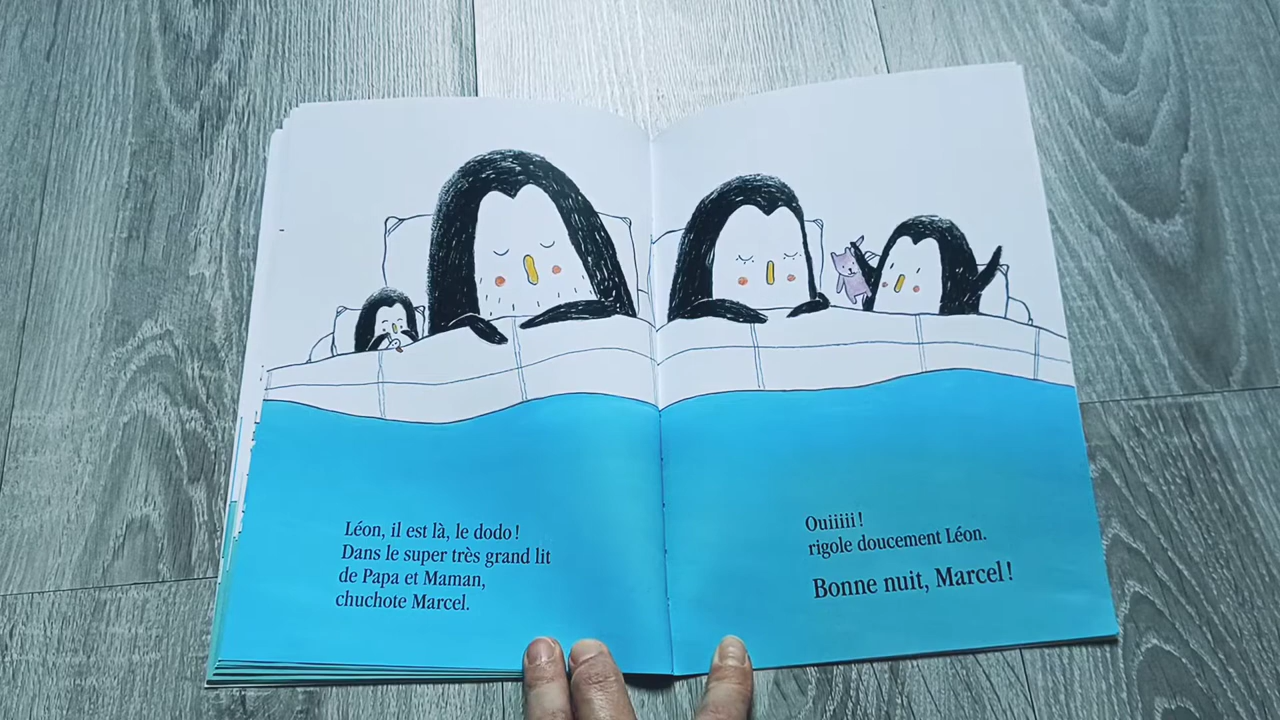 Léon, il est là, le dodo !
Dans le super très grand lit
de Papa et Maman,
chuchote Marcel.
Ouiiiii !
rigole doucement Léon.
Bonne nuit, Marcel !